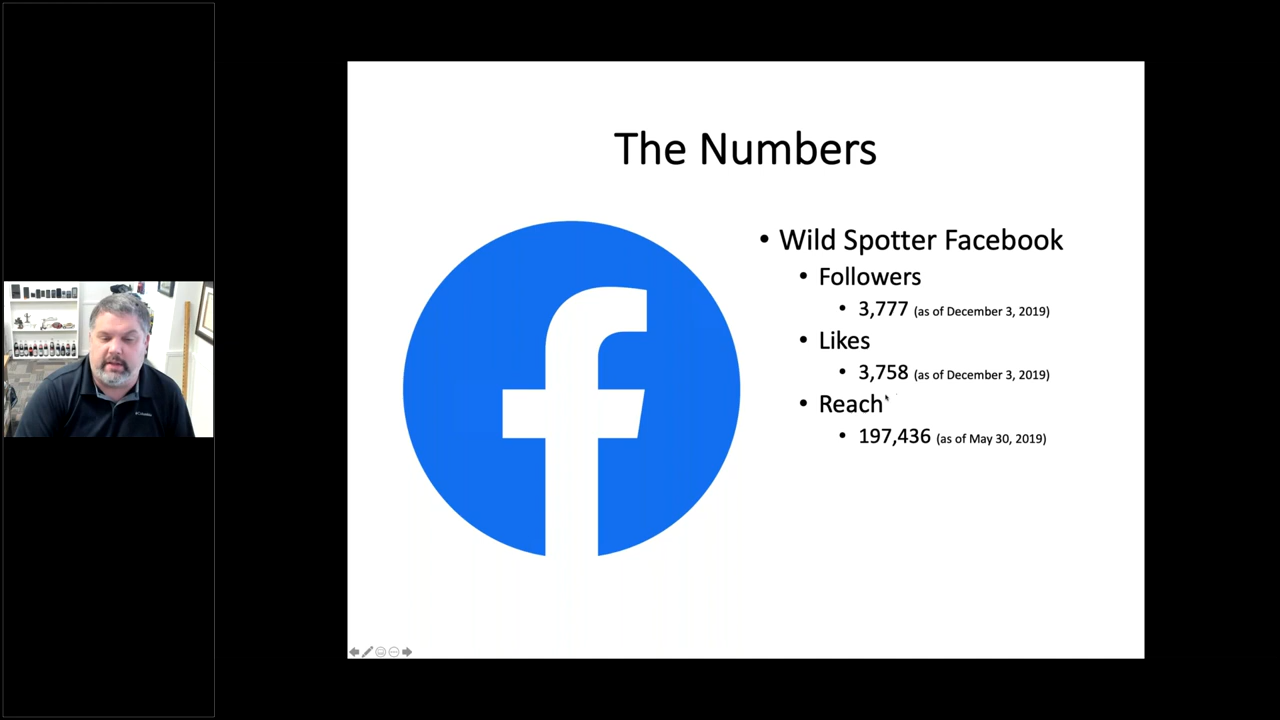 The Numbers
• Wild Spotter Facebook
• Followers
• 3,777 (as of December 3, 2019)
• Likes
• 3,758 (as of December 3, 2019)
• Reach
• 197,436 (as of May 30, 2019)